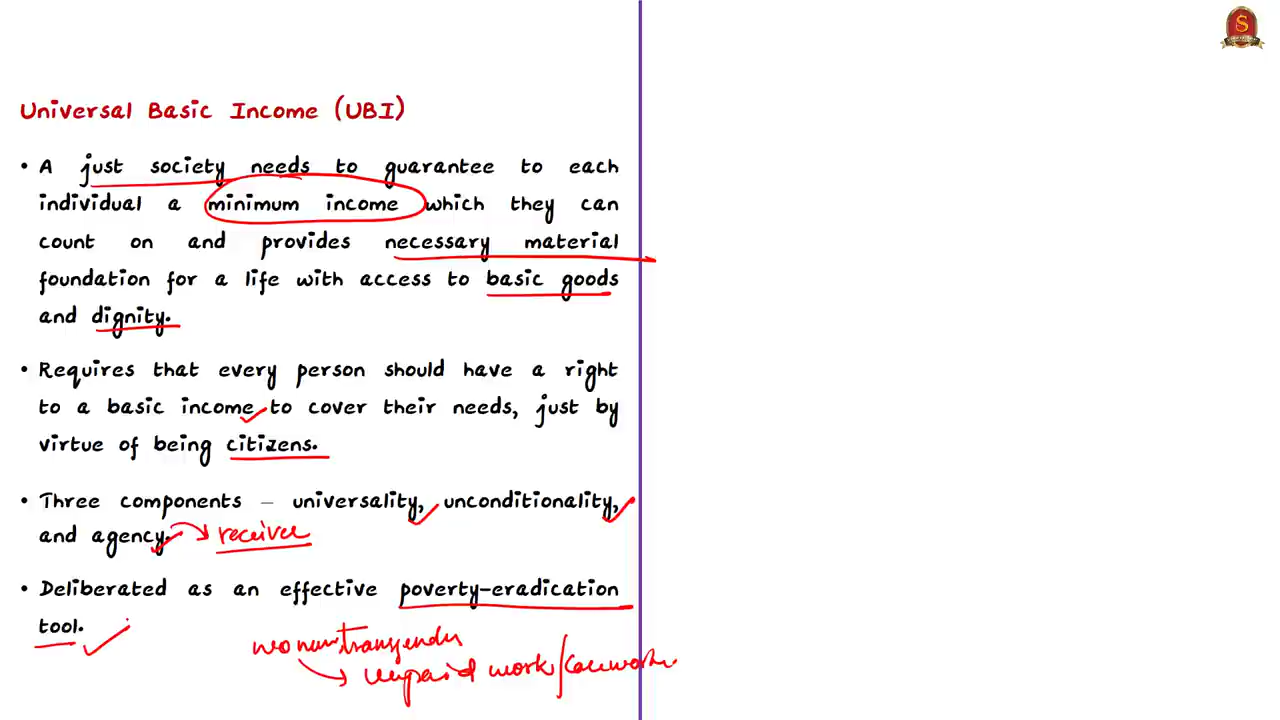 Universal Basic Income (UBI)
• A just society needs to guarantee to each
individual a minimum income which they can
count on and provides necessary material
foundation for a life with access to basic goods
and dignity.
• Requires that every person should have a right
to a basic income to cover their needs, just by
virtue of being citizens.
• Three components – universality, unconditionality,
and agency. receiver
• Deliberated as an effective poverty-eradication
tool.
women transgender
unpaid work/
S